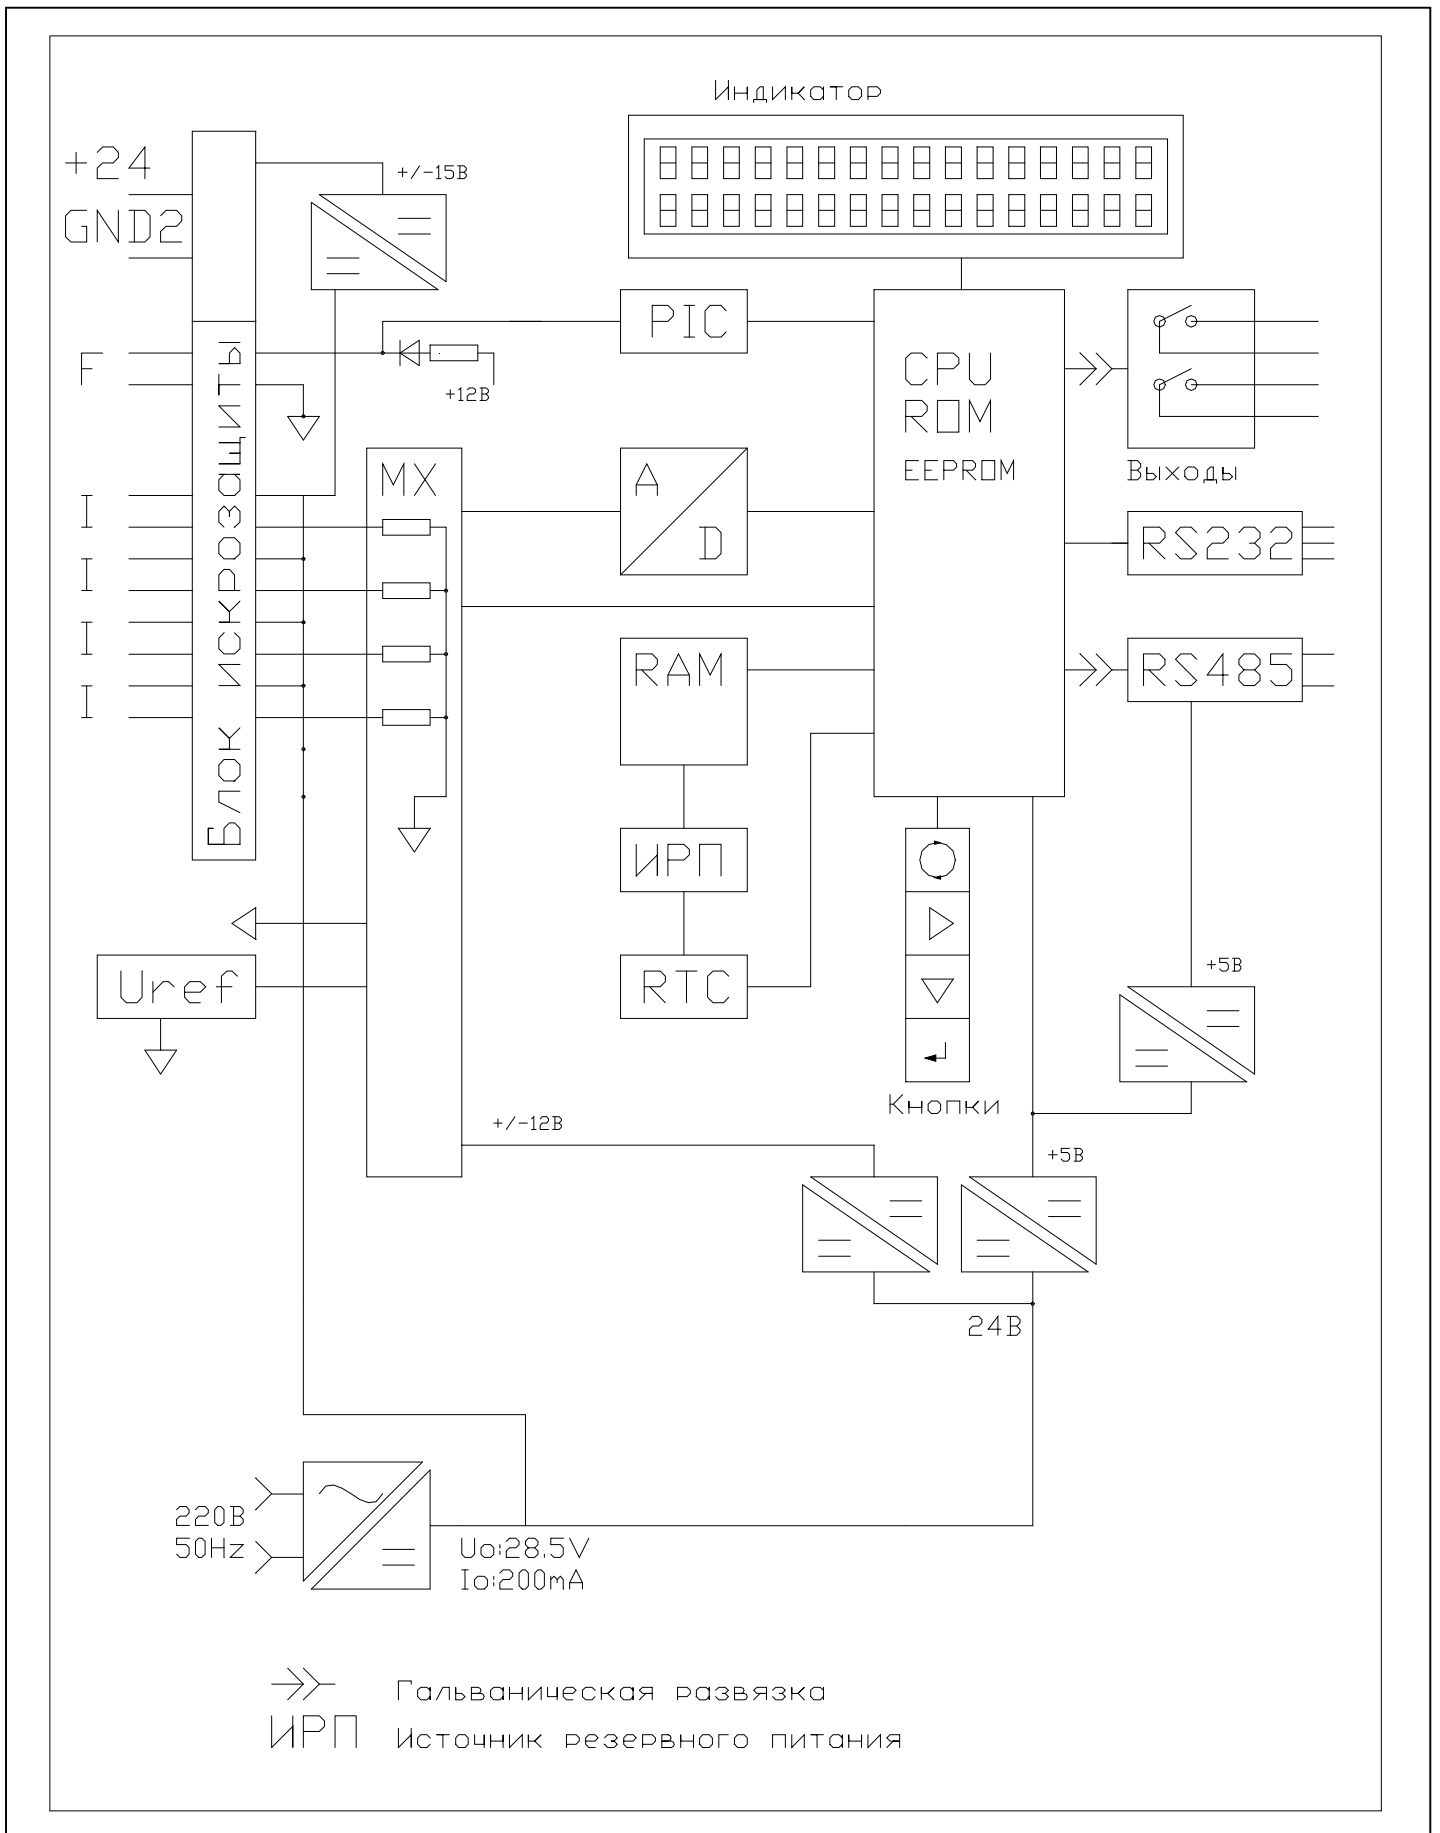 Индикатор
+24
+/-15В
GND2
PIC
F
+12В
CPU
ROM
EEPROM
Выходы
Блок искрозащиты
MX
A
D
I
I
I
I
RS232
RAM
RS485
ИРП
Uref
RTC
+5В
Кнопки
+/-12В
+5В
24В
220В
50Hz
Uo:28.5V
Io:200mA
Гальваническая развязка
ИРП Источник резервного питания